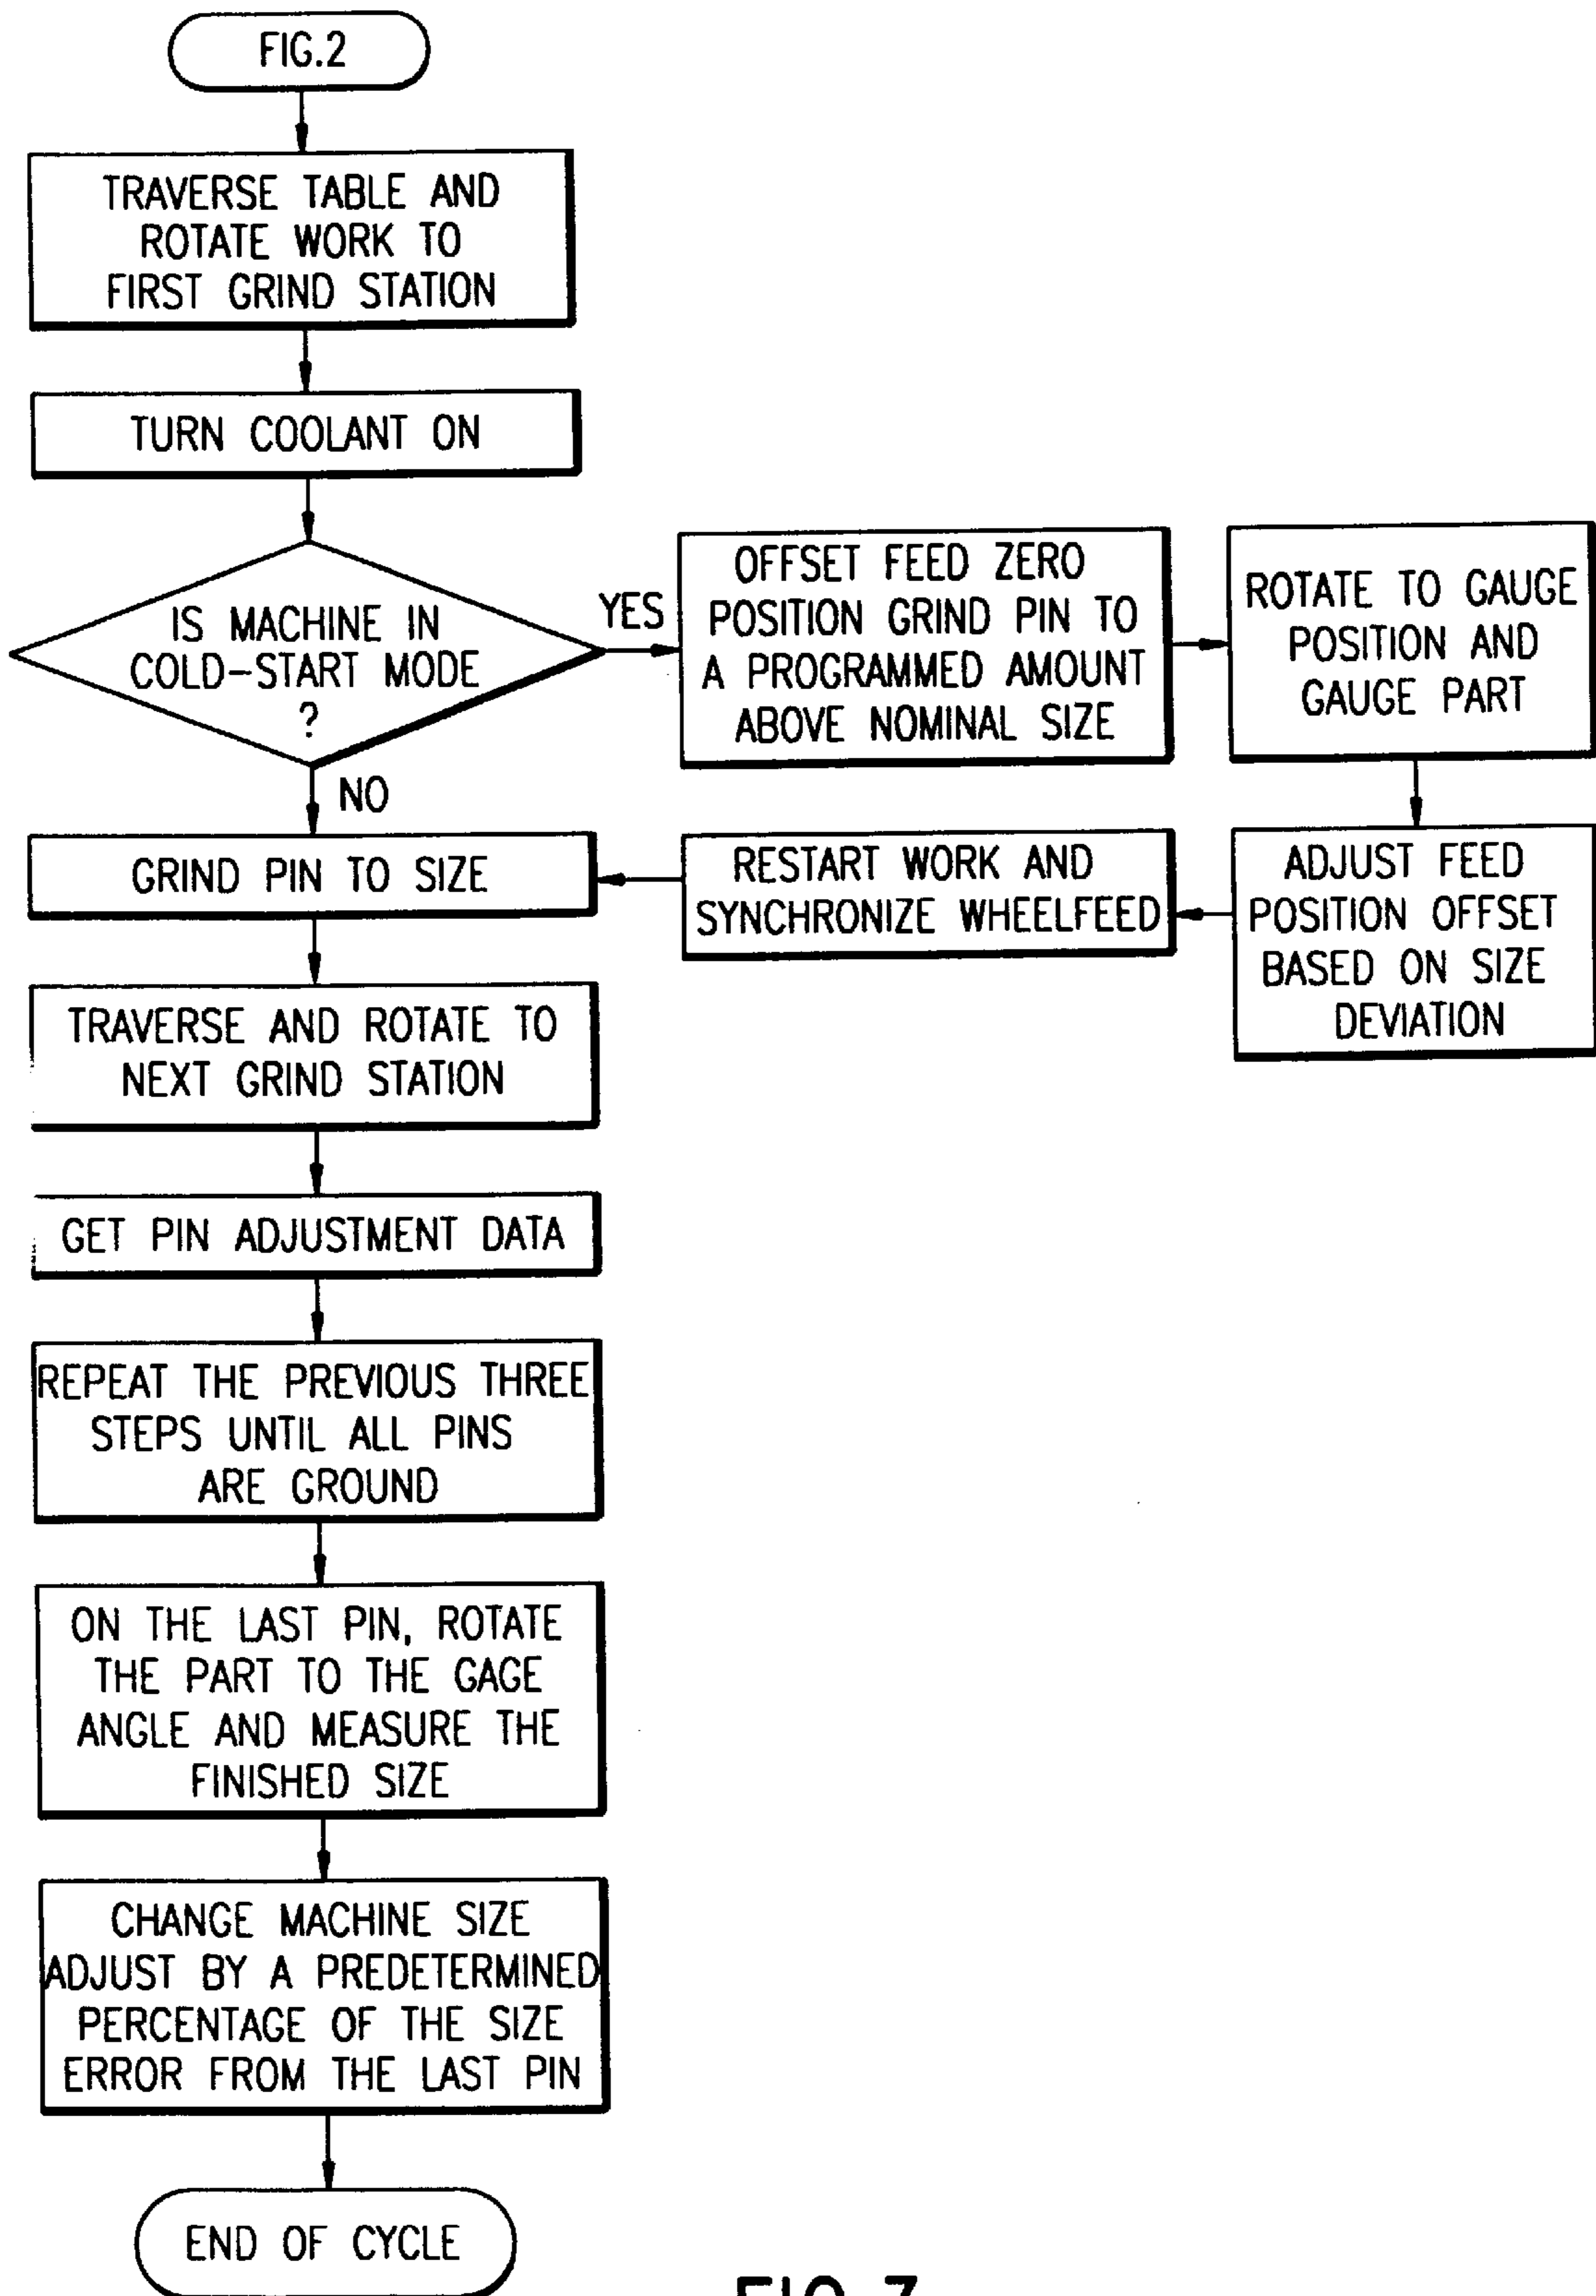 FIG.2
TRAVERSE TABLE AND
ROTATE WORK TO
FIRST GRIND STATION
TURN COOLANT ON
IS MACHINE IN
COLD-START MODE
?
YES
NO
OFFSET FEED ZERO
POSITION GRIND PIN TO
A PROGRAMMED AMOUNT
ABOVE NOMINAL SIZE
ROTATE TO GAUGE
POSITION AND
GAUGE PART
ADJUST FEED
POSITION OFFSET
BASED ON SIZE
DEVIATION
RESTART WORK AND
SYNCHRONIZE WHEELFEED
GRIND PIN TO SIZE
TRAVERSE AND ROTATE TO
NEXT GRIND STATION
GET PIN ADJUSTMENT DATA
REPEAT THE PREVIOUS THREE
STEPS UNTIL ALL PINS
ARE GROUND
ON THE LAST PIN, ROTATE
THE PART TO THE GAGE
ANGLE AND MEASURE THE
FINISHED SIZE
CHANGE MACHINE SIZE
ADJUST BY A PREDETERMINED
PERCENTAGE OF THE SIZE
ERROR FROM THE LAST PIN
END OF CYCLE